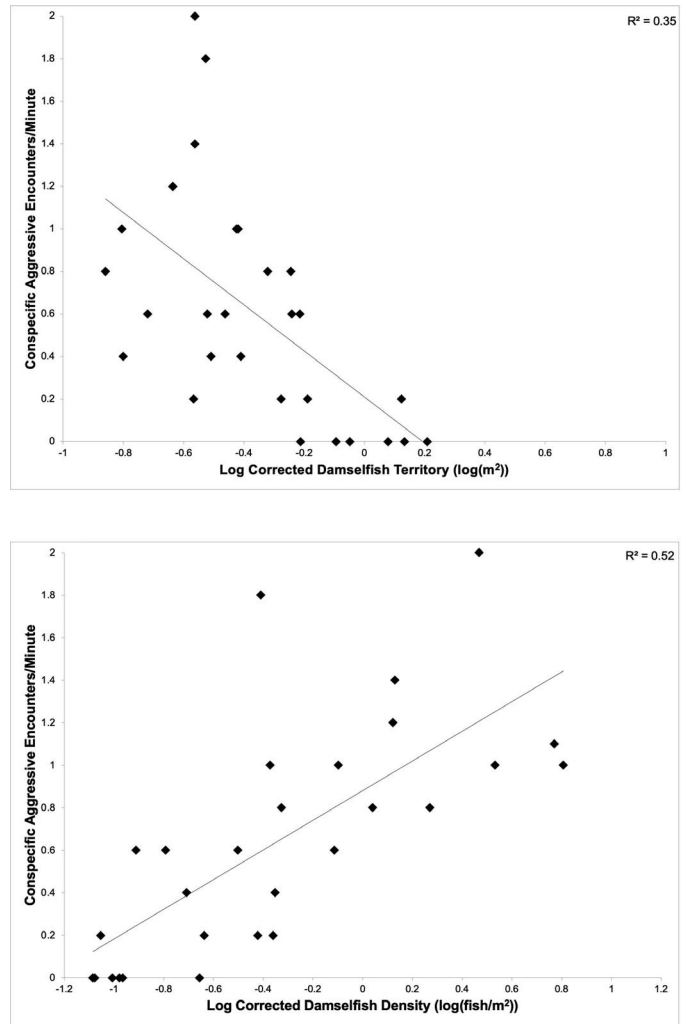 R² = 0.35
2
1.8
1.6
1.4
1.2
1
0.8
0.6
0.4
0.2
0
Conspecific Aggressive Encounters/Minute
-1 -0.8 -0.6 -0.4 -0.2 0 0.2 0.4 0.6 0.8 1
Log Corrected Damselfish Territory (log(m²))
R² = 0.52
2
1.8
1.6
1.4
1.2
1
0.8
0.6
0.4
0.2
0
Conspecific Aggressive Encounters/Minute
-1.2 -1 -0.8 -0.6 -0.4 -0.2 0 0.2 0.4 0.6 0.8 1 1.2
Log Corrected Damselfish Density (log(fish/m²))